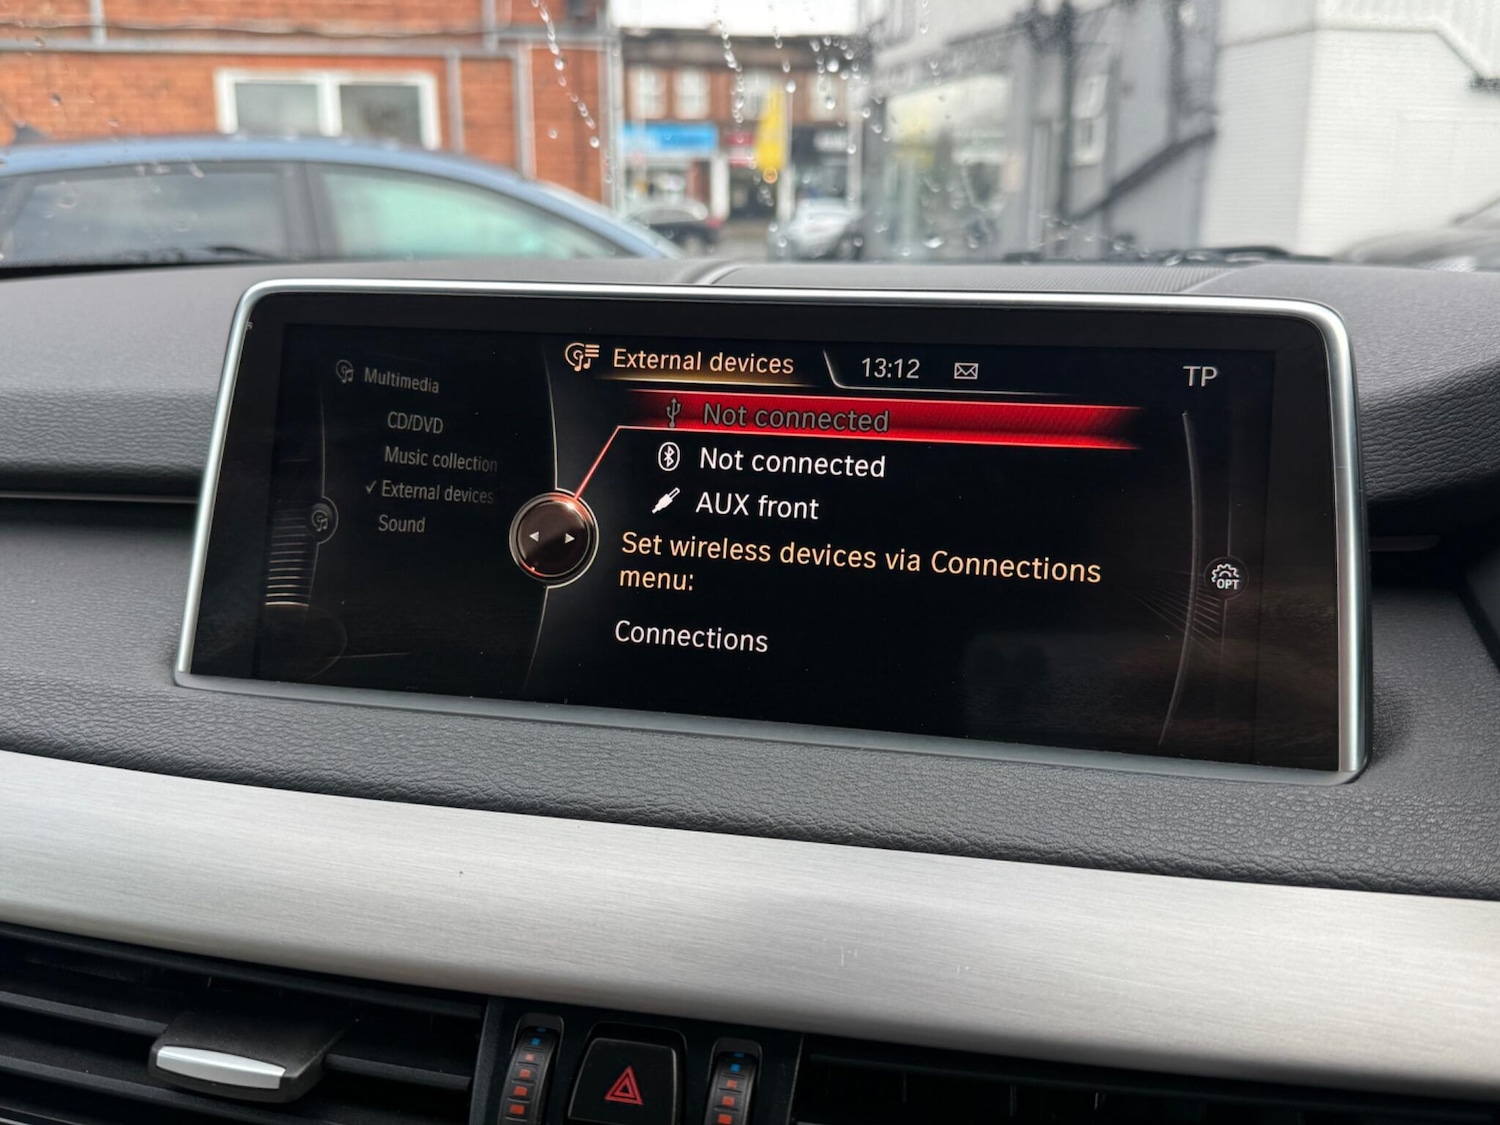 Multimedia
CD/DVD
Music collection
External devices
Sound
External devices
13:12
TP
Not connected
Not connected
AUX front
Set wireless devices via Connections
menu:
Connections
OPT